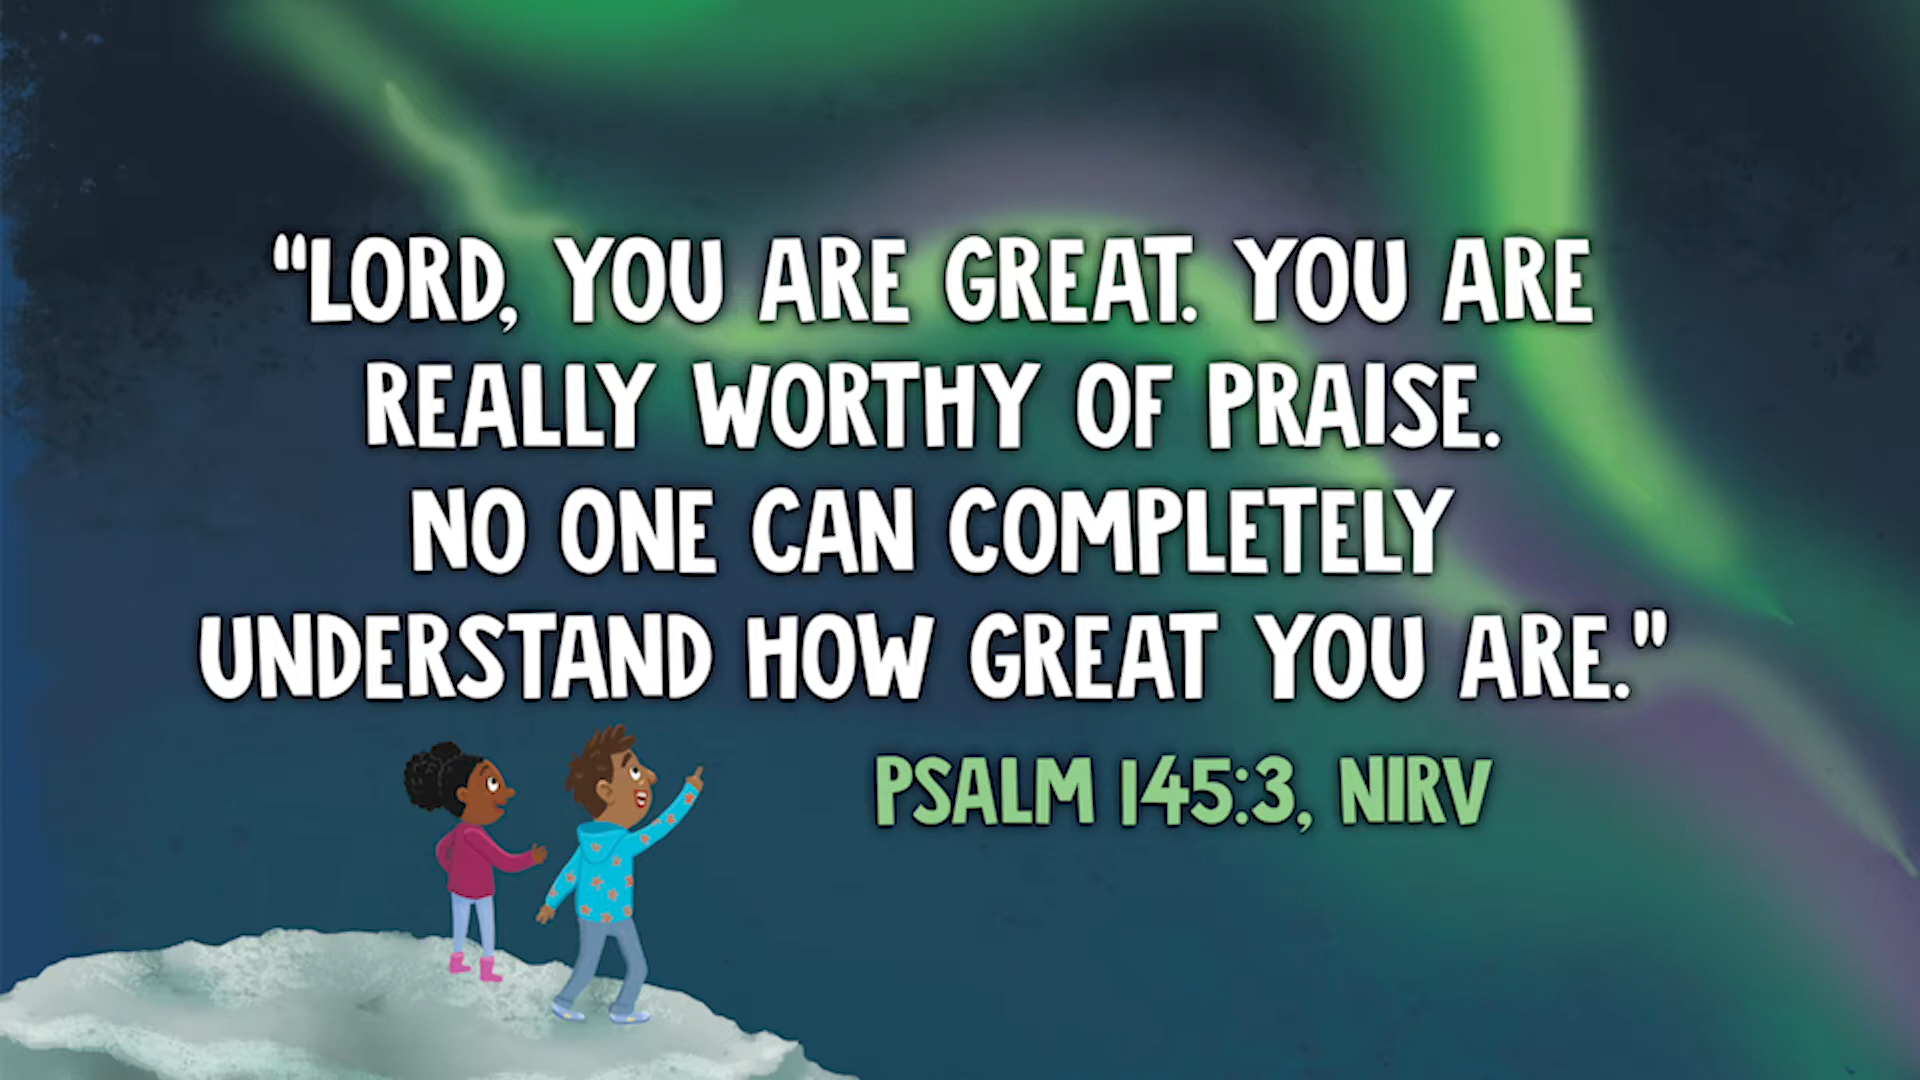 “LORD, YOU ARE GREAT. YOU ARE
REALLY WORTHY OF PRAISE.
NO ONE CAN COMPLETELY
UNDERSTAND HOW GREAT YOU ARE.”
PSALM 145:3, NIRV